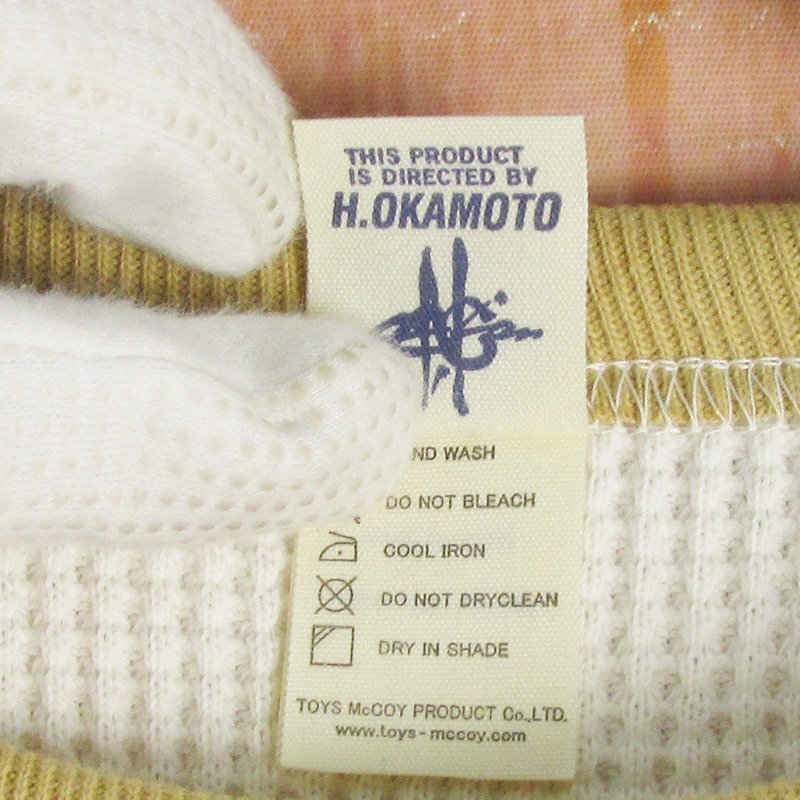 THIS PRODUCT
IS DIRECTED BY
H.OKAMOTO
WASH
DO NOT BLEACH
COOL IRON
DO NOT DRYCLEAN
DRY IN SHADE
TOYS McCOY PRODUCT Co.,LTD.
www.toys-mccoy.com